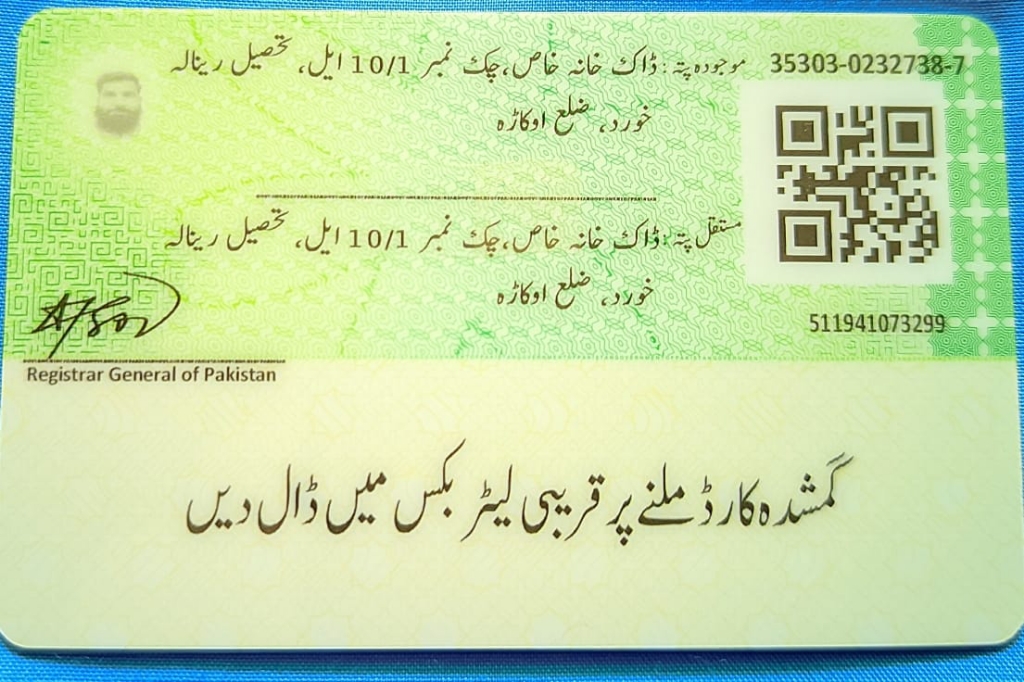 35303-0232738-7
موجودہ پتہ: ڈاک خانہ خاص، چک نمبر 10/1 ایل، تحصیل رینالہ
خورد، ضلع اوکاڑہ
مستقل پتہ: ڈاک خانہ خاص، چک نمبر 10/1 ایل، تحصیل رینالہ
خورد، ضلع اوکاڑہ
511941073299
Registrar General of Pakistan
گمشدہ کارڈ ملنے پر قریبی لیٹر بکس میں ڈال دیں